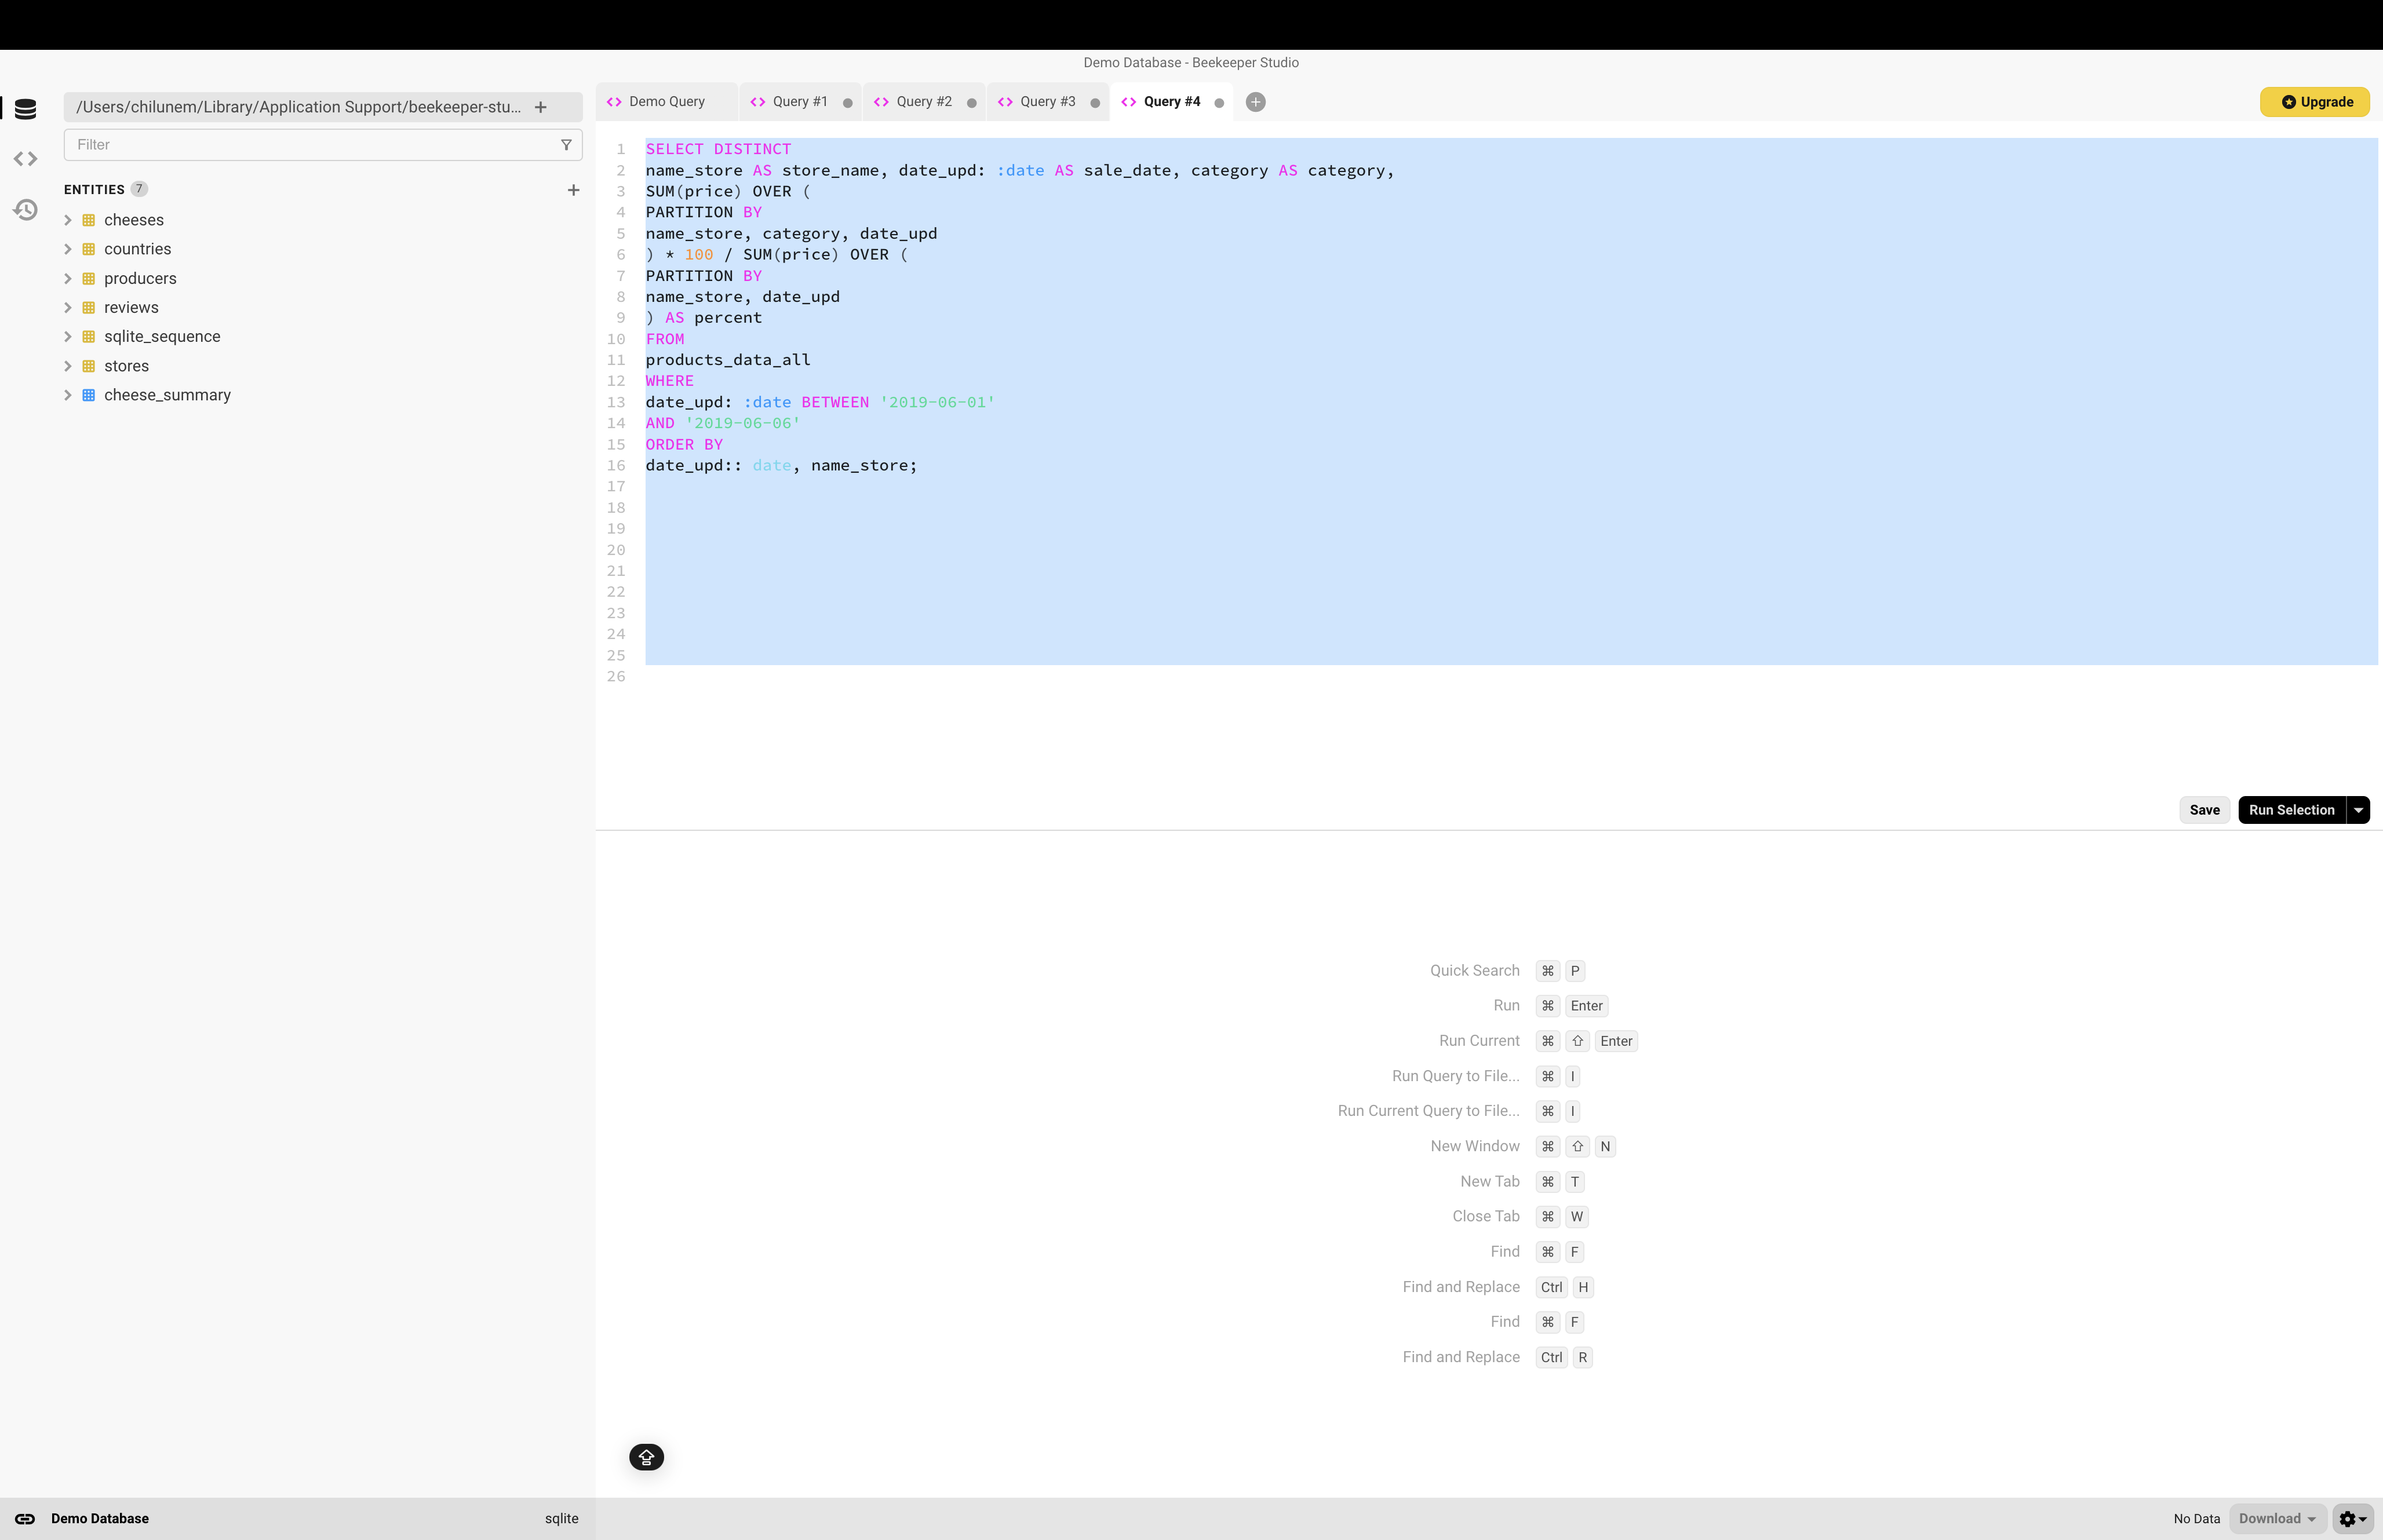 Demo Database - Beekeeper Studio
/Users/chilunem/Library/Application Support/beekeeper-stu... +
Filter
ENTITIES 7 +
cheeses
countries
producers
reviews
sqlite_sequence
stores
cheese_summary
Demo Query Query #1 Query #2 Query #3 Query #4
Upgrade
1 SELECT DISTINCT
2 name_store AS store_name, date_upd: :date AS sale_date, category AS category,
3 SUM(price) OVER (
4 PARTITION BY
5 name_store, category, date_upd
6 ) * 100 / SUM(price) OVER (
7 PARTITION BY
8 name_store, date_upd
9 ) AS percent
10 FROM
11 products_data_all
12 WHERE
13 date_upd: :date BETWEEN '2019-06-01'
14 AND '2019-06-06'
15 ORDER BY
16 date_upd:: date, name_store;
17
18
19
20
21
22
23
24
25
26
Save Run Selection
Quick Search ⌘ P
Run ⌘ Enter
Run Current ⌘ ⇧ Enter
Run Query to File... ⌘ I
Run Current Query to File... ⌘ I
New Window ⌘ ⇧ N
New Tab ⌘ T
Close Tab ⌘ W
Find ⌘ F
Find and Replace Ctrl H
Find ⌘ F
Find and Replace Ctrl R
Demo Database sqlite
No Data Download